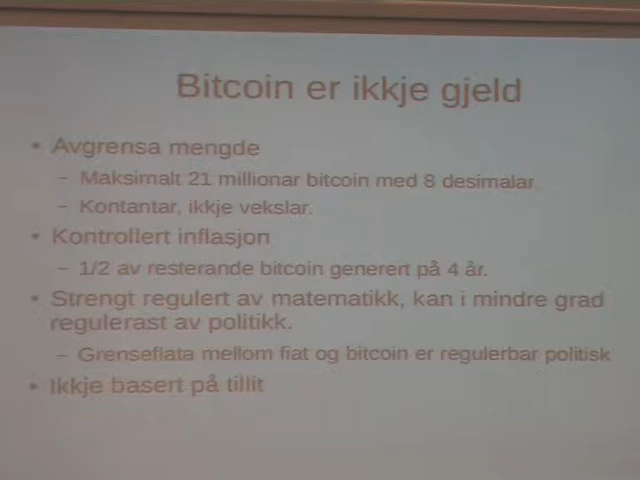 Bitcoin er ikkje gjeld
• Avgrensa mengde
– Maksimalt 21 millionar bitcoin med 8 desimalar.
– Kontantar, ikkje vekslar.
• Kontrollert inflasjon
– 1/2 av resterande bitcoin generert på 4 år.
• Strengt regulert av matematikk, kan i mindre grad
regulerast av politikk.
– Grenseflata mellom fiat og bitcoin er regulerbar politisk
• Ikkje basert på tillit